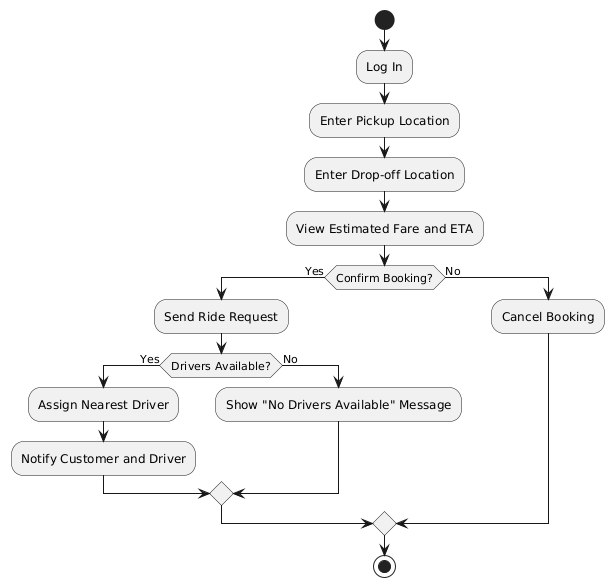 Log In
Enter Pickup Location
Enter Drop-off Location
View Estimated Fare and ETA
Yes
Confirm Booking?
No
Send Ride Request
Cancel Booking
Yes
Drivers Available?
No
Assign Nearest Driver
Show "No Drivers Available" Message
Notify Customer and Driver